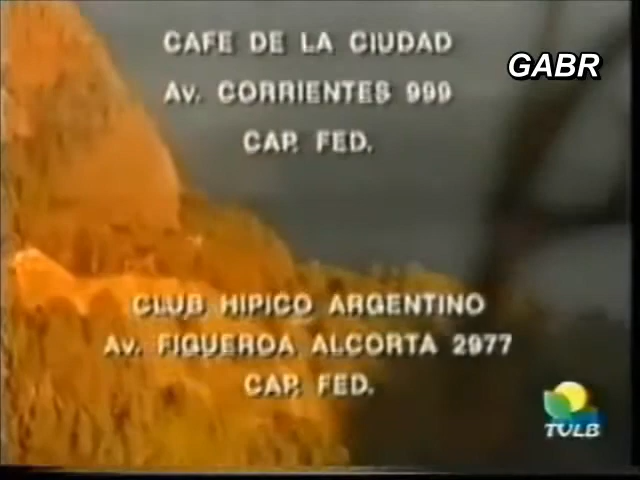 CAFE DE LA CIUDAD
GABR
Av. CORRIENTES 999
CAP. FED.
CLUB HIPICO ARGENTINO
Av. FIGUEROA ALCORTA 2977
CAP. FED.
TVLB